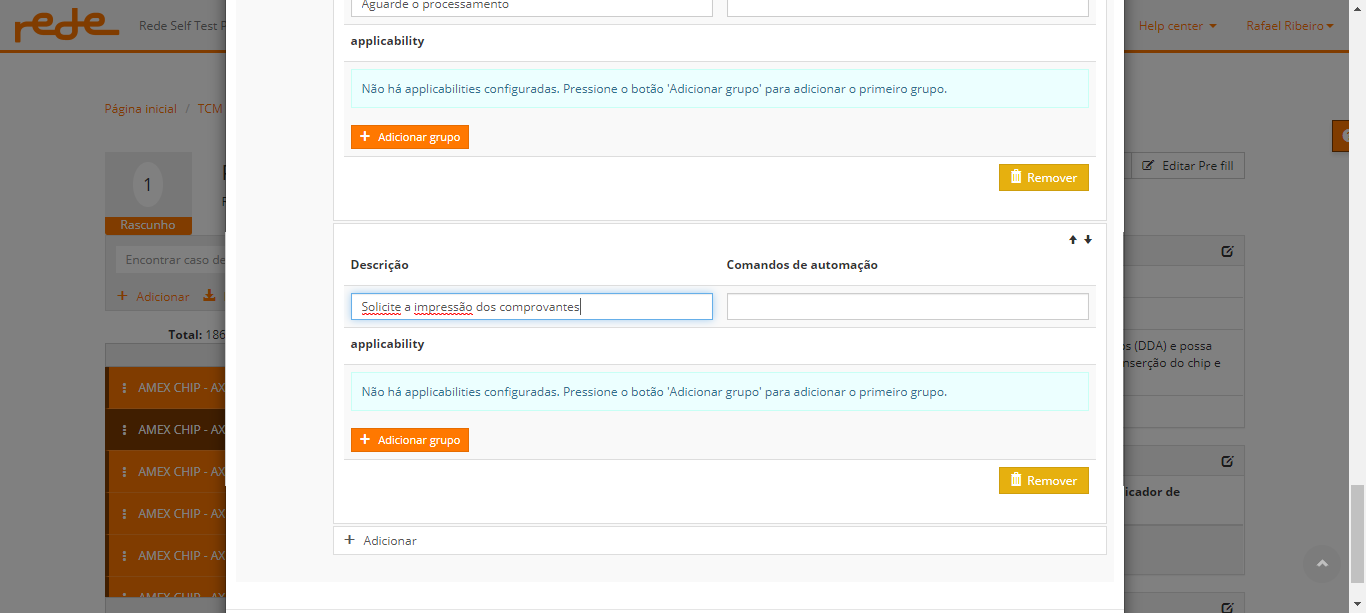 rede
Rede Self Test
Help center
Rafael Ribeiro
Aguarde o processamento
applicability
Não há applicabilities configuradas. Pressione o botão 'Adicionar grupo' para adicionar o primeiro grupo.
Página inicial / TCM
+ Adicionar grupo
1
Editar Pre fill
Remover
Rascunho
Encontrar caso de
Descrição
Comandos de automação
+ Adicionar
Solicite a impressão dos comprovantes
Total: 186
applicability
os (DDA) e possa
nserção do chip e
Não há applicabilities configuradas. Pressione o botão 'Adicionar grupo' para adicionar o primeiro grupo.
AMEX CHIP - AX
AMEX CHIP - AX
+ Adicionar grupo
AMEX CHIP - AX
Remover
icador de
AMEX CHIP - AX
+ Adicionar
AMEX CHIP - AX
AMEX CHIP - AX